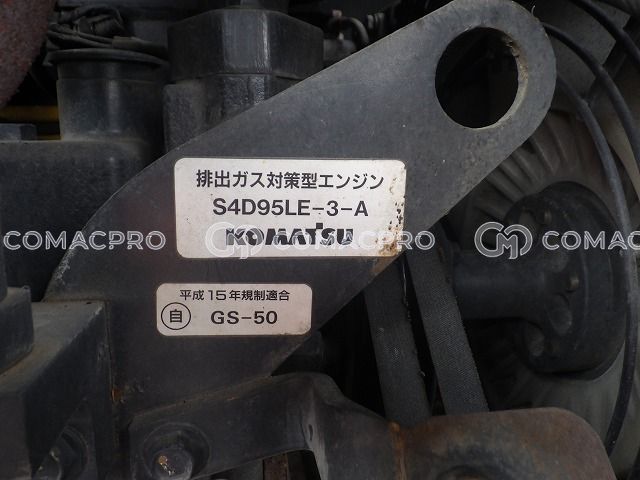 排出ガス対策型エンジン
S4D95LE-3-A
KOMATSU
COMACPRO COMACPRO COMACPRO
平成15年規制適合
自 GS-50